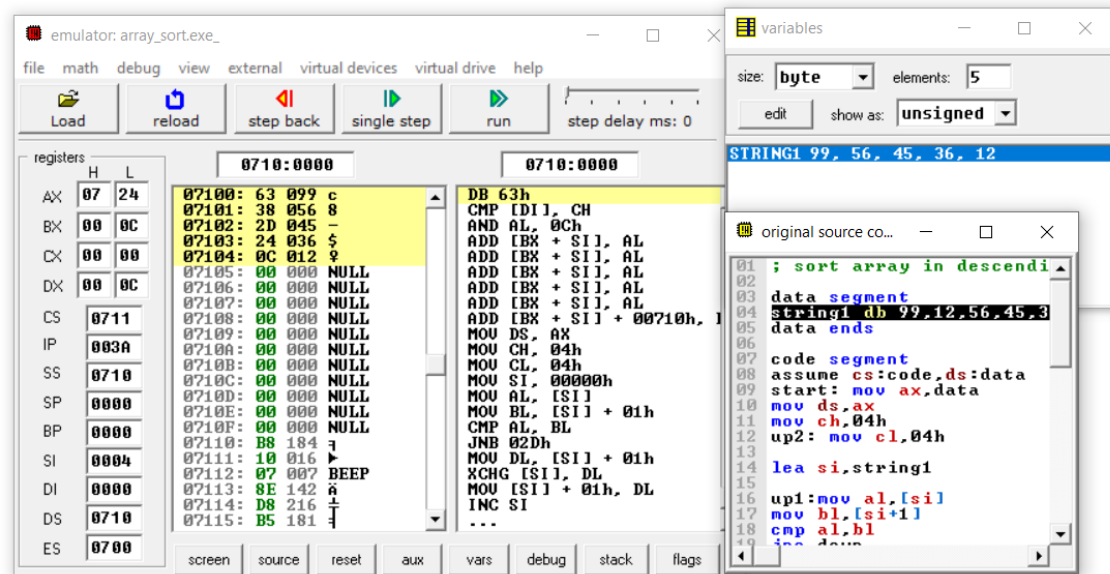 emulator: array_sort.exe_
file math debug view external virtual devices virtual drive help
Load reload step back single step run step delay ms: 0
registers
H L
AX 07 24
BX 00 0C
CX 00 00
DX 00 0C
CS 0711
IP 003A
SS 0710
SP 0000
BP 0000
SI 0004
DI 0000
DS 0710
ES 0700
0710:0000
07100: 63 099 c
07101: 38 056 8
07102: 2D 045 -
07103: 24 036 $
07104: 0C 012 ♀
07105: 00 000 NULL
07106: 00 000 NULL
07107: 00 000 NULL
07108: 00 000 NULL
07109: 00 000 NULL
0710A: 00 000 NULL
0710B: 00 000 NULL
0710C: 00 000 NULL
0710D: 00 000 NULL
0710E: 00 000 NULL
0710F: 00 000 NULL
07110: B8 184 ╕
07111: 10 016 ►
07112: 07 007 BEEP
07113: 8E 142 Ä
07114: D8 216 ╪
07115: B5 181 ╡
0710:0000
DB 63h
CMP [DI], CH
AND AL, 0Ch
ADD [BX + SI], AL
ADD [BX + SI], AL
ADD [BX + SI], AL
ADD [BX + SI], AL
ADD [BX + SI], AL
ADD [BX + SI] + 00710h,
MOV DS, AX
MOV CH, 04h
MOV CL, 04h
MOV SI, 00000h
MOV AL, [SI]
MOV BL, [SI] + 01h
CMP AL, BL
JNB 02Dh
MOV DL, [SI] + 01h
XCHG [SI], DL
MOV [SI] + 01h, DL
INC SI
...
screen source reset aux vars debug stack flags
variables
size: byte elements: 5
edit show as: unsigned
STRING1 99, 56, 45, 36, 12
original source co...
01 ; sort array in descendi
02
03 data segment
04 string1 db 99,12,56,45,3
05 data ends
06
07 code segment
08 assume cs:code,ds:data
09 start: mov ax,data
10 mov ds,ax
11 mov ch,04h
12 up2: mov cl,04h
13
14 lea si,string1
15
16 up1:mov al,[si]
17 mov bl,[si+1]
18 cmp al,bl
19